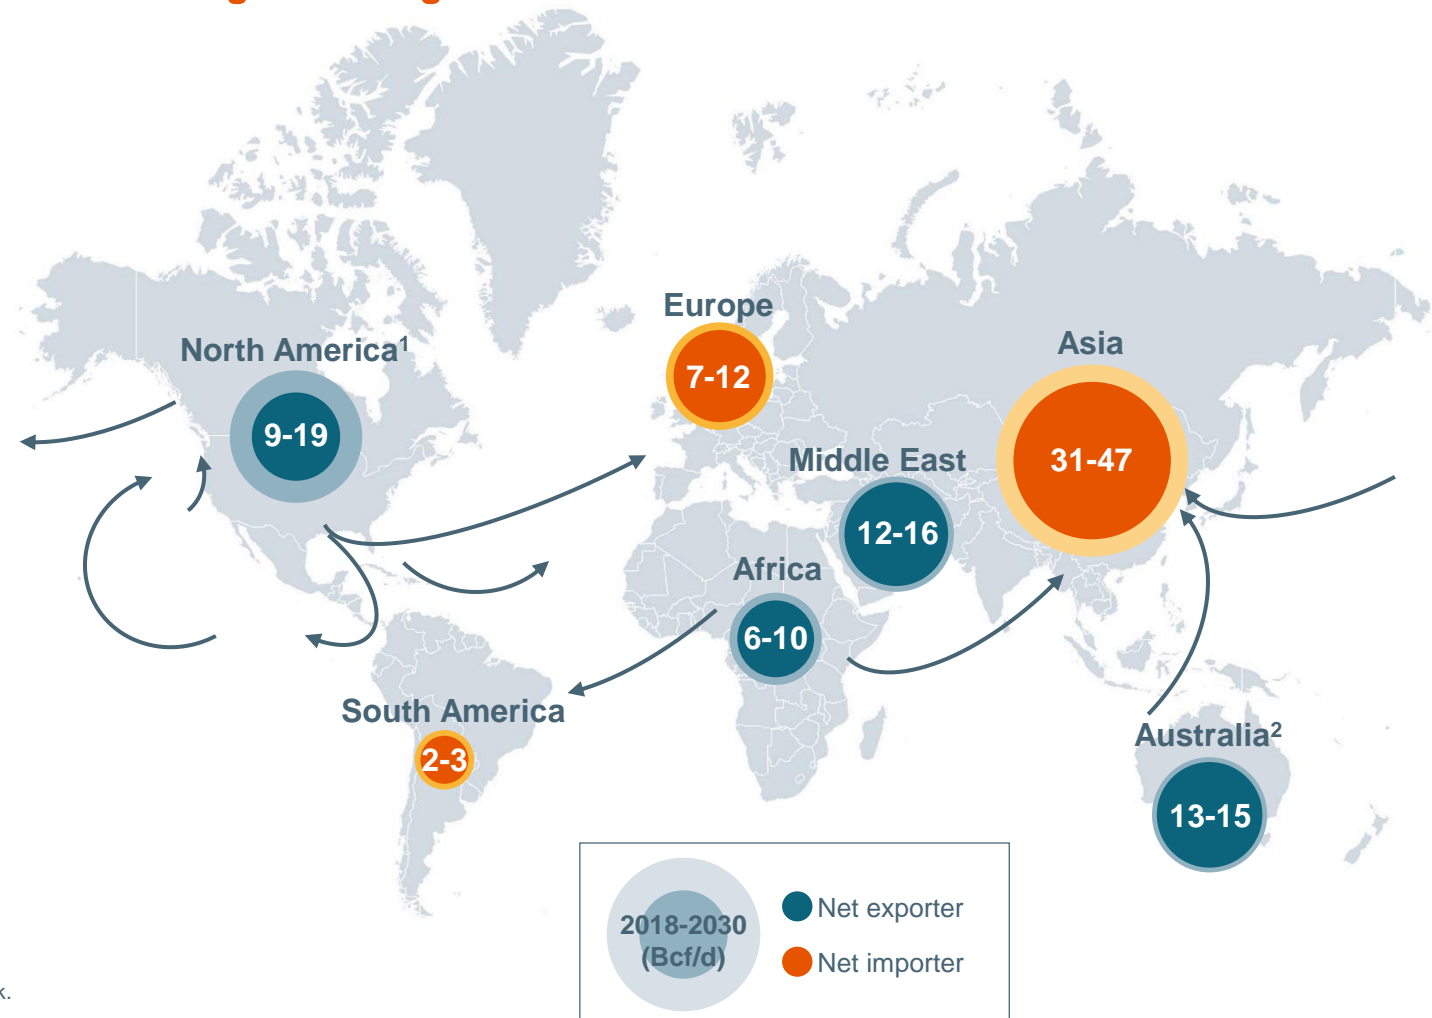 Europe
7-12
North America¹
9-19
Asia
31-47
Middle East
12-16
Africa
6-10
South America
2-3
Australia²
13-15
2018-2030
(Bcf/d)
Net exporter
Net importer
k.